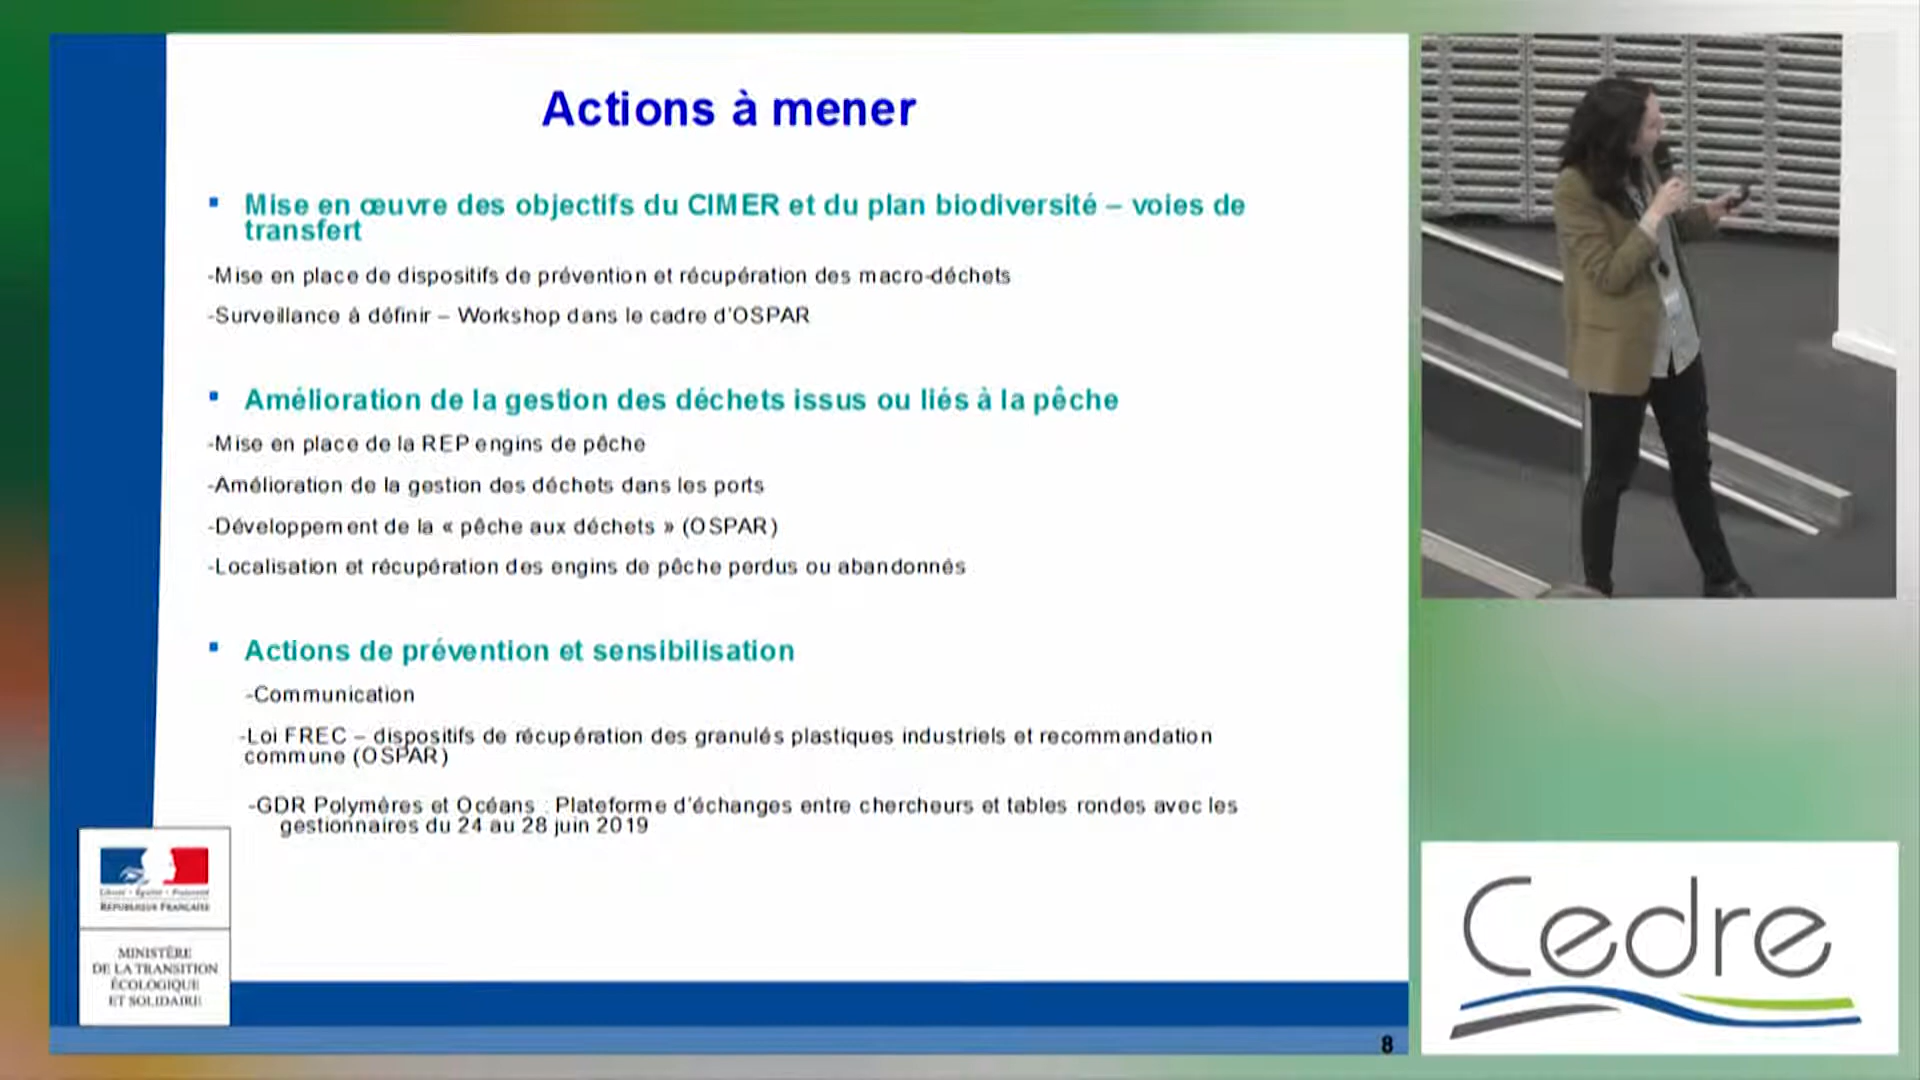 Actions à mener
Mise en œuvre des objectifs du CIMER et du plan biodiversité – voies de
transfert
-Mise en place de dispositifs de prévention et récupération des macro-déchets
-Surveillance à définir – Workshop dans le cadre d'OSPAR
Amélioration de la gestion des déchets issus ou liés à la pêche
-Mise en place de la REP engins de pêche
-Amélioration de la gestion des déchets dans les ports
-Développement de la « pêche aux déchets » (OSPAR)
-Localisation et récupération des engins de pêche perdus ou abandonnés
Actions de prévention et sensibilisation
-Communication
-Loi FREC – dispositifs de récupération des granulés plastiques industriels et recommandation
commune (OSPAR)
-GDR Polymères et Océans : Plateforme d'échanges entre chercheurs et tables rondes avec les
gestionnaires du 24 au 28 juin 2019
Liberté • Égalité • Fraternité
RÉPUBLIQUE FRANÇAISE
MINISTÈRE
DE LA TRANSITION
ÉCOLOGIQUE
ET SOLIDAIRE
8
Cedre